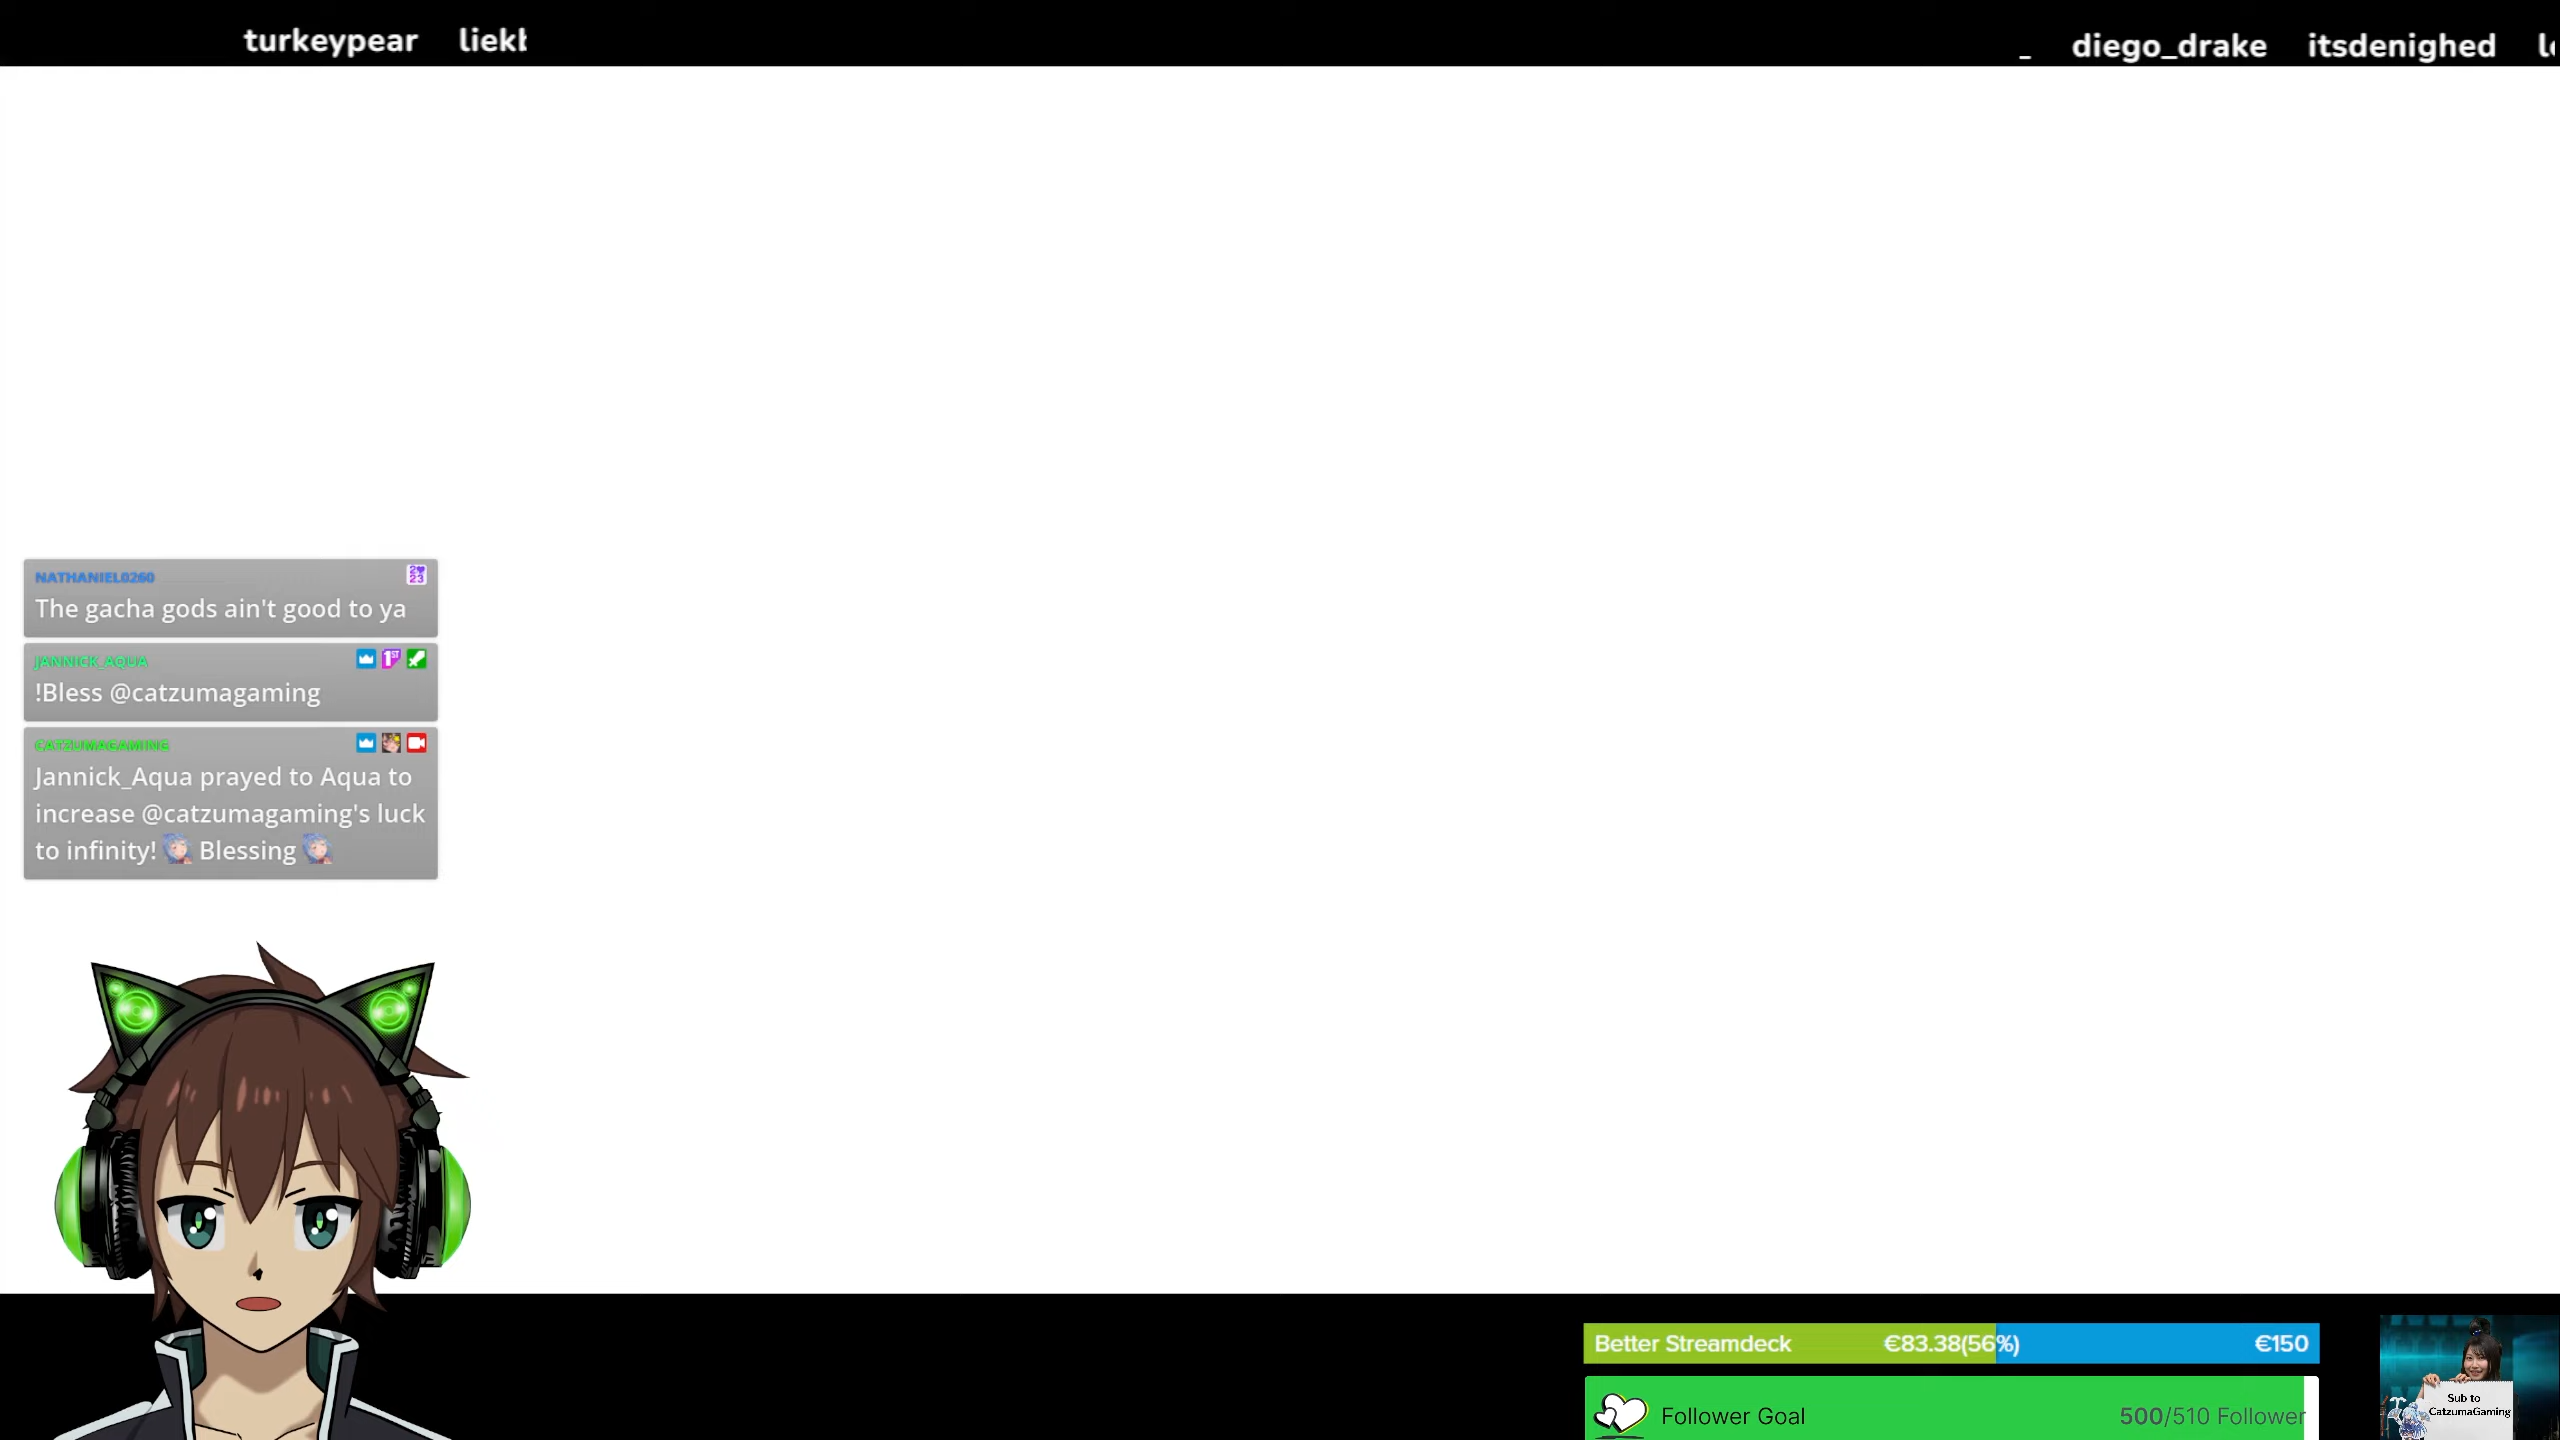 turkeypear liekb
_ diego_drake itsdenighed
NATHANIEL0260
The gacha gods ain't good to ya
JANNICK_AQUA
!Bless @catzumagaming
CATZUMAGAMING
Jannick_Aqua prayed to Aqua to
increase @catzumagaming's luck
to infinity! Blessing
Better Streamdeck €83.38(56%) €150
Follower Goal 500/510 Follower
Sub to
CatzumaGaming